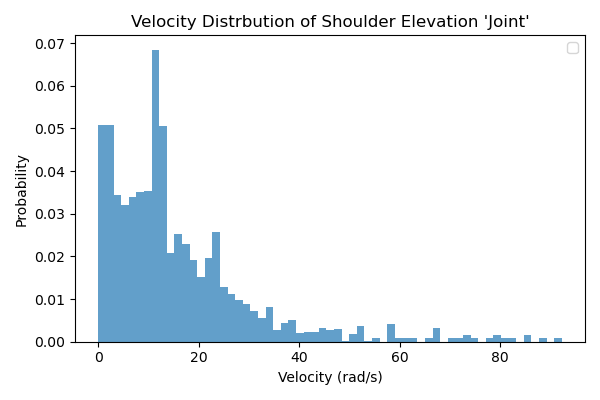 Velocity Distrbution of Shoulder Elevation 'Joint'
0.07
0.06
0.05
0.04
0.03
0.02
0.01
0.00
Probability
0 20 40 60 80
Velocity (rad/s)